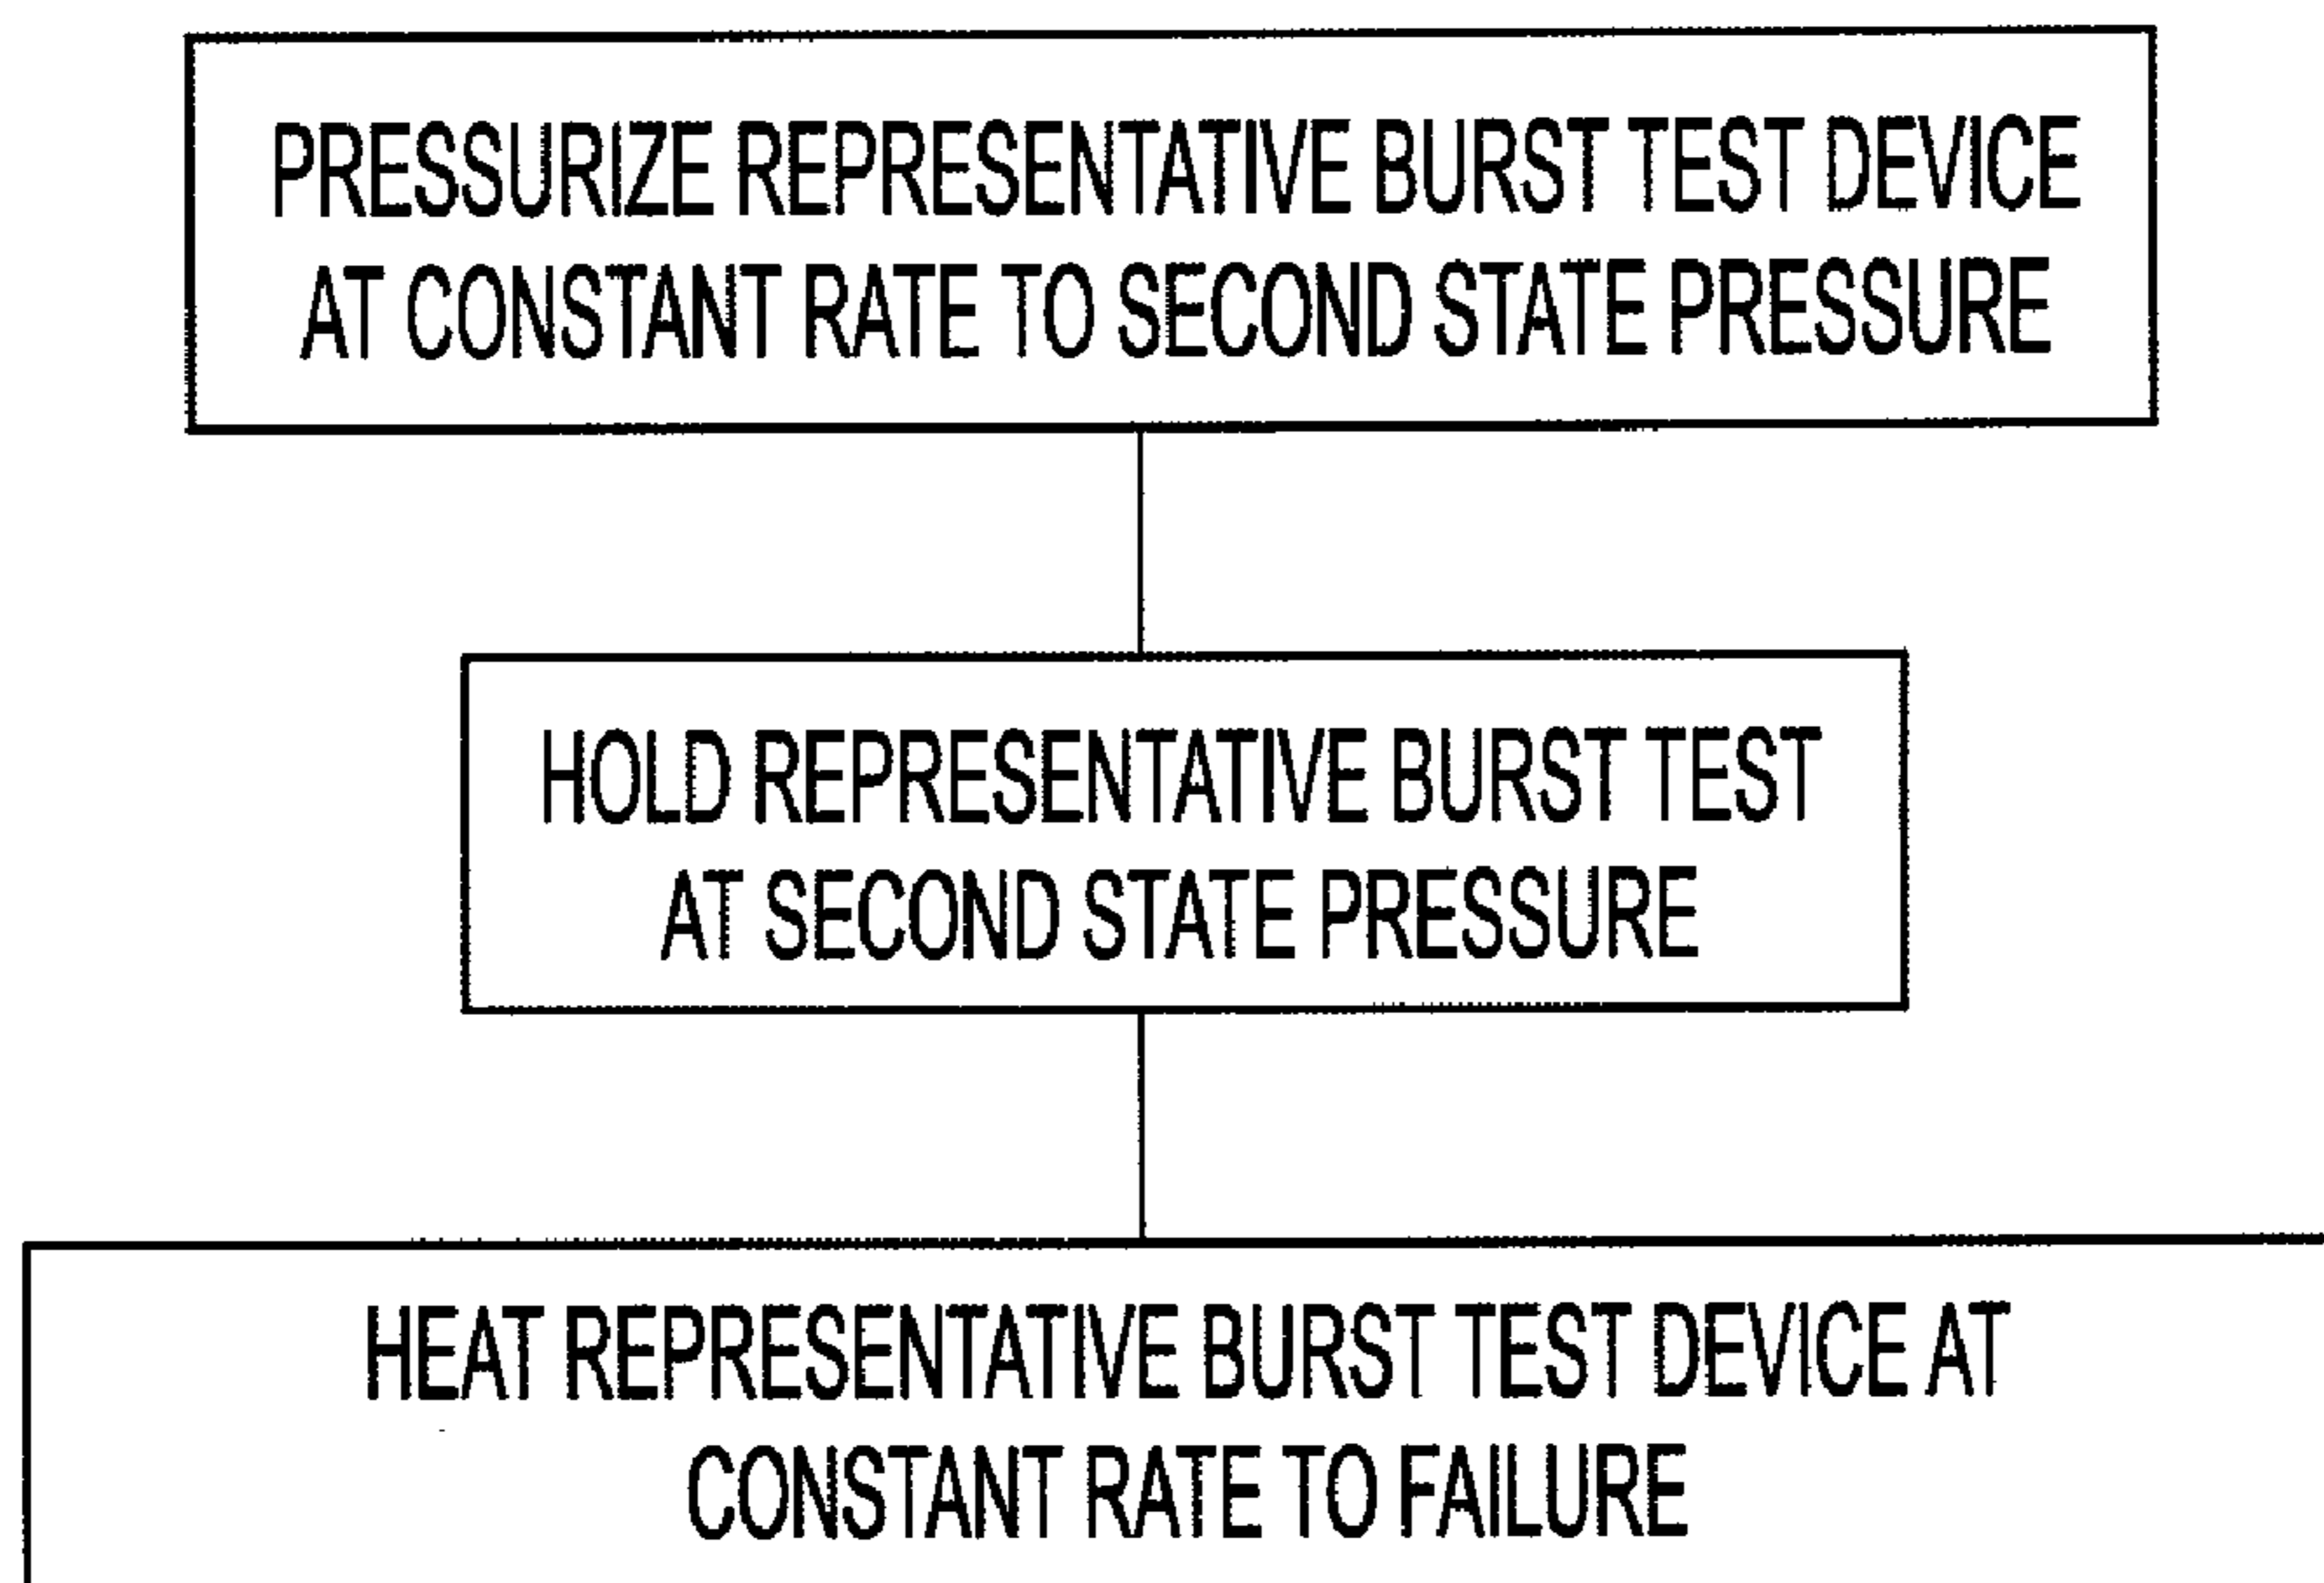 PRESSURIZE REPRESENTATIVE BURST TEST DEVICE
AT CONSTANT RATE TO SECOND STATE PRESSURE
HOLD REPRESENTATIVE BURST TEST
AT SECOND STATE PRESSURE
HEAT REPRESENTATIVE BURST TEST DEVICE AT
CONSTANT RATE TO FAILURE